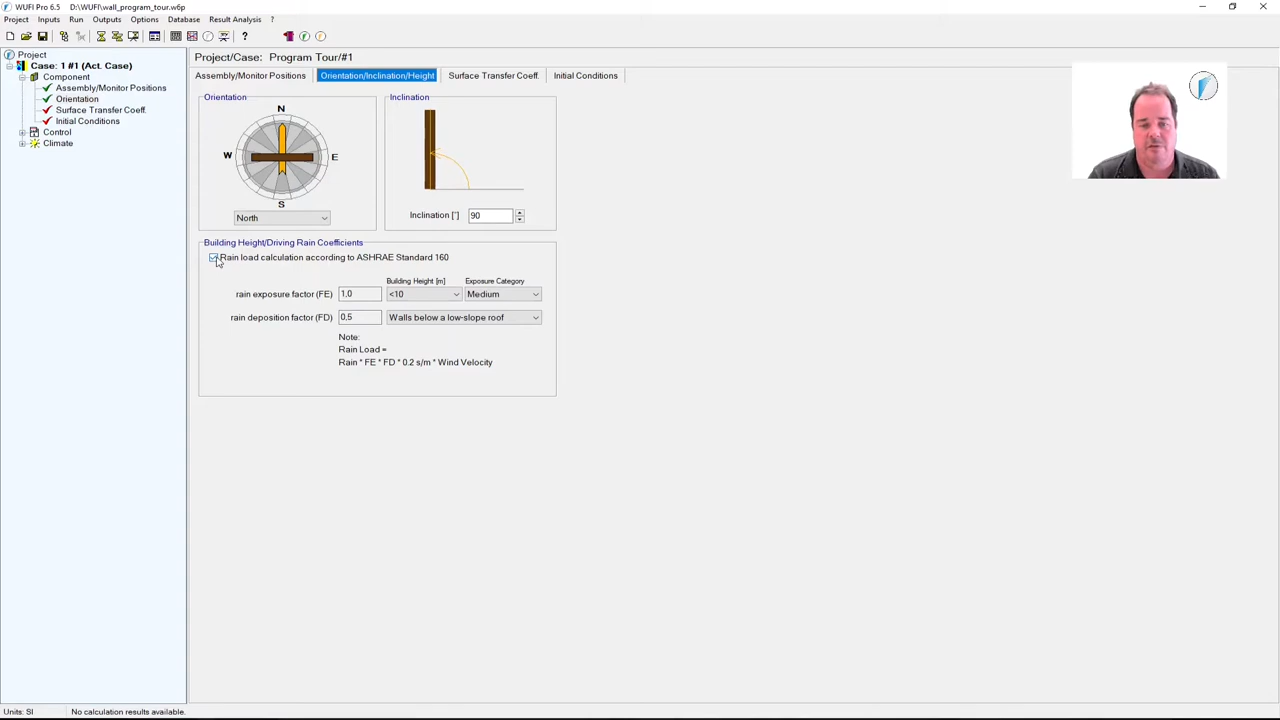 WUFI Pro 6.5 D:\WUFI\wall_program_tour.w6p
Project Inputs Run Outputs Options Database Result Analysis ?
Project
Case: 1 #1 (Act. Case)
Component
Assembly/Monitor Positions
Orientation
Surface Transfer Coeff.
Initial Conditions
Control
Climate
Project/Case: Program Tour/#1
Assembly/Monitor Positions Orientation/Inclination/Height Surface Transfer Coeff. Initial Conditions
Orientation
N
W E
S
North
Inclination
Inclination [°] 90
Building Height/Driving Rain Coefficients
Rain load calculation according to ASHRAE Standard 160
Building Height [m] Exposure Category
rain exposure factor (FE) 1.0 <10 Medium
rain deposition factor (FD) 0.5 Walls below a low-slope roof
Note:
Rain Load =
Rain * FE * FD * 0.2 s/m * Wind Velocity
Units: SI No calculation results available.